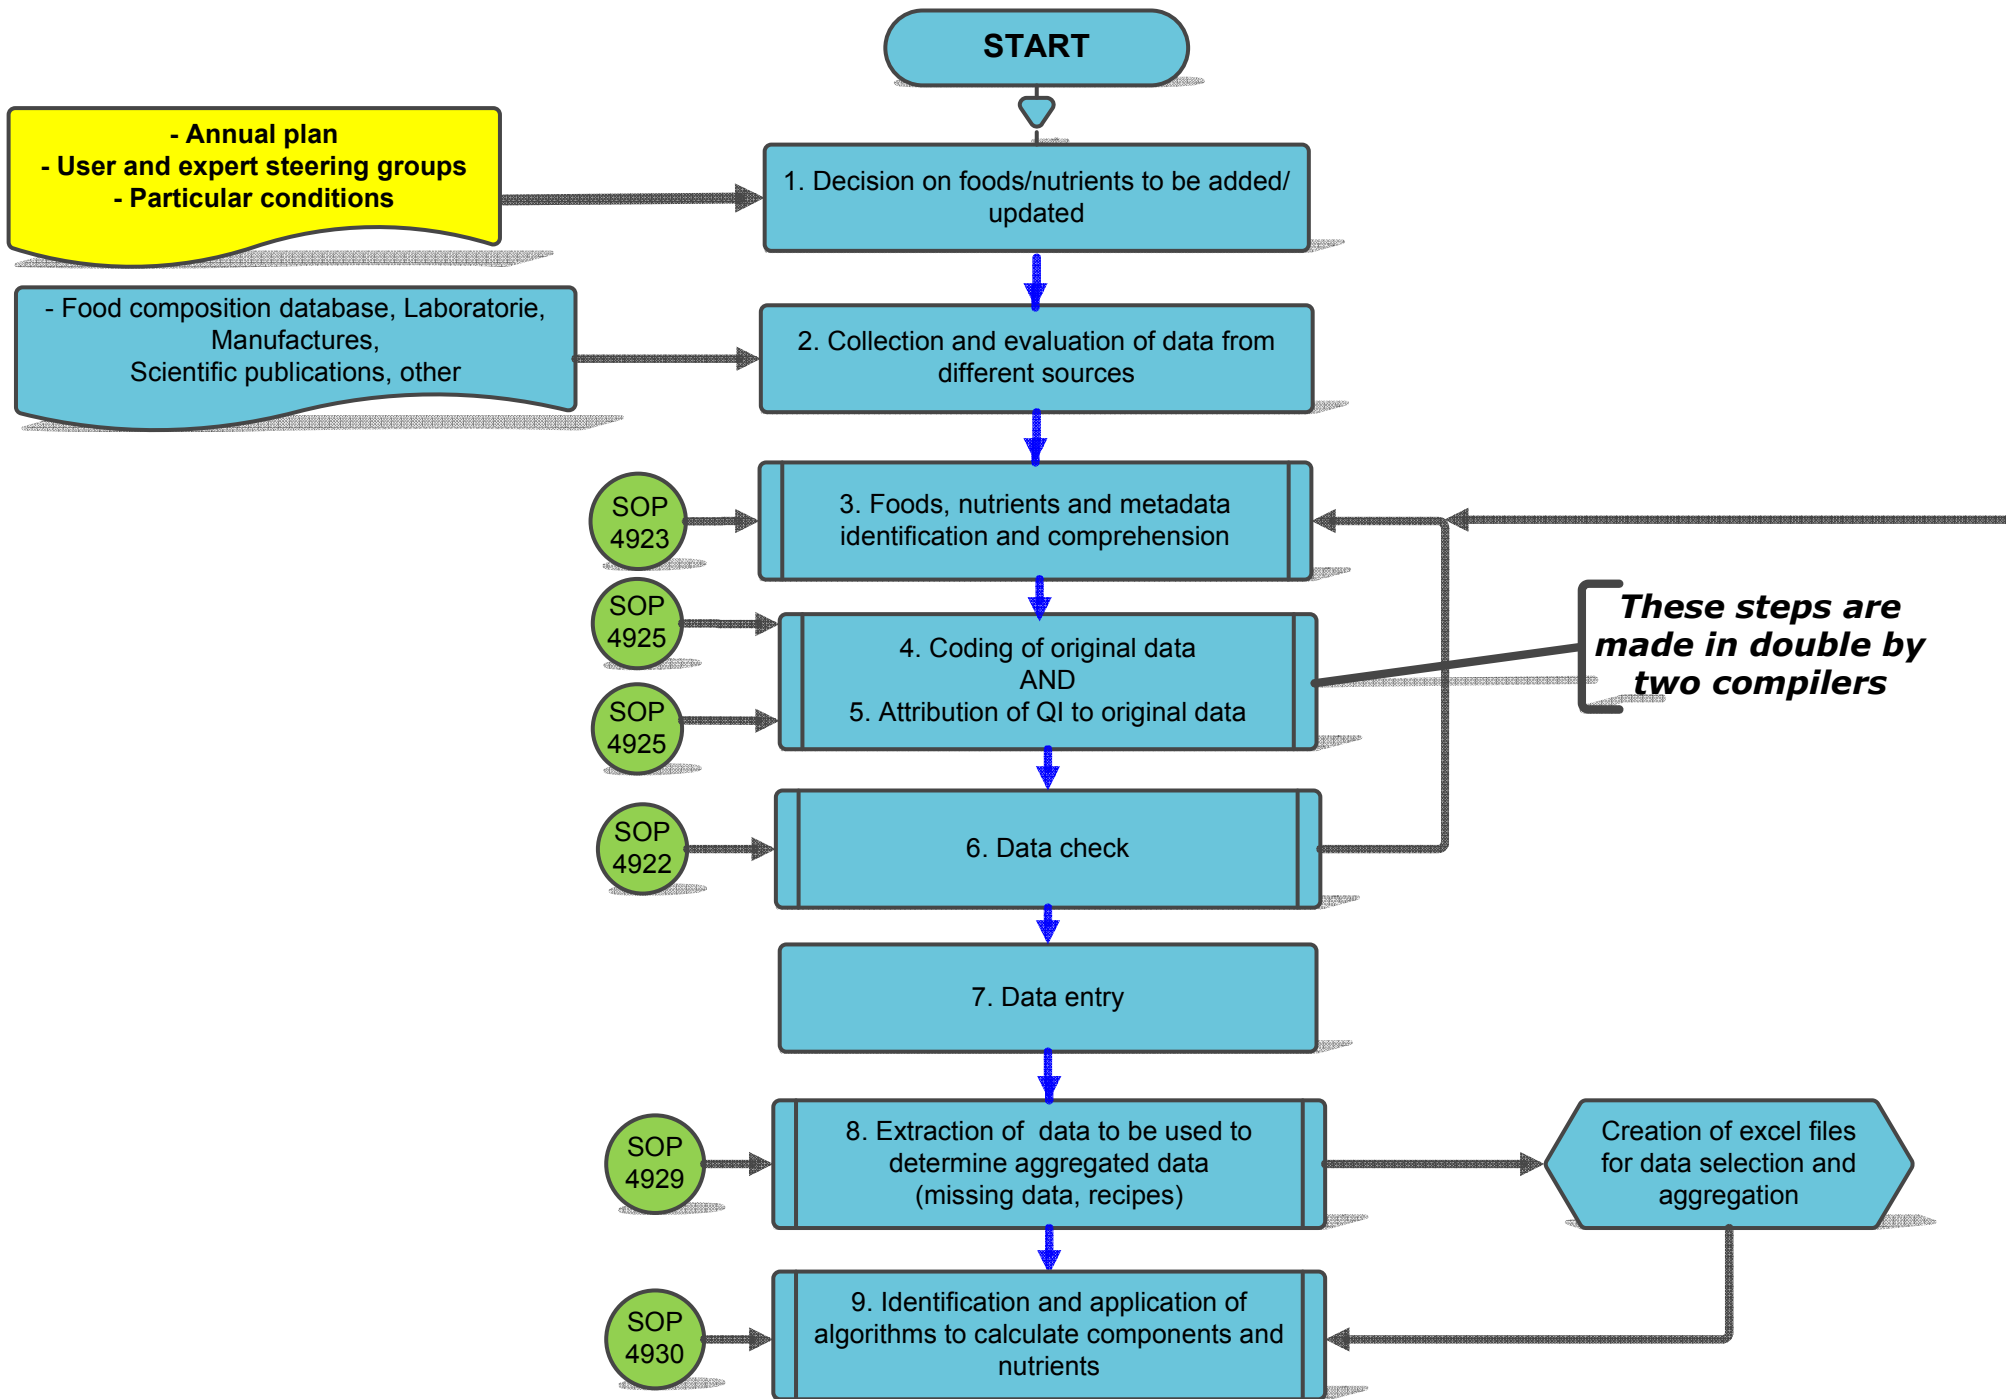 START
- Annual plan
- User and expert steering groups
- Particular conditions
1. Decision on foods/nutrients to be added/
updated
- Food composition database, Laboratorie,
Manufactures,
Scientific publications, other
2. Collection and evaluation of data from
different sources
SOP
4923
3. Foods, nutrients and metadata
identification and comprehension
SOP
4925
4. Coding of original data
AND
5. Attribution of QI to original data
SOP
4925
These steps are
made in double by
two compilers
SOP
4922
6. Data check
7. Data entry
SOP
4929
8. Extraction of  data to be used to
determine aggregated data
(missing data, recipes)
Creation of excel files
for data selection and
aggregation
SOP
4930
9. Identification and application of
algorithms to calculate components and
nutrients